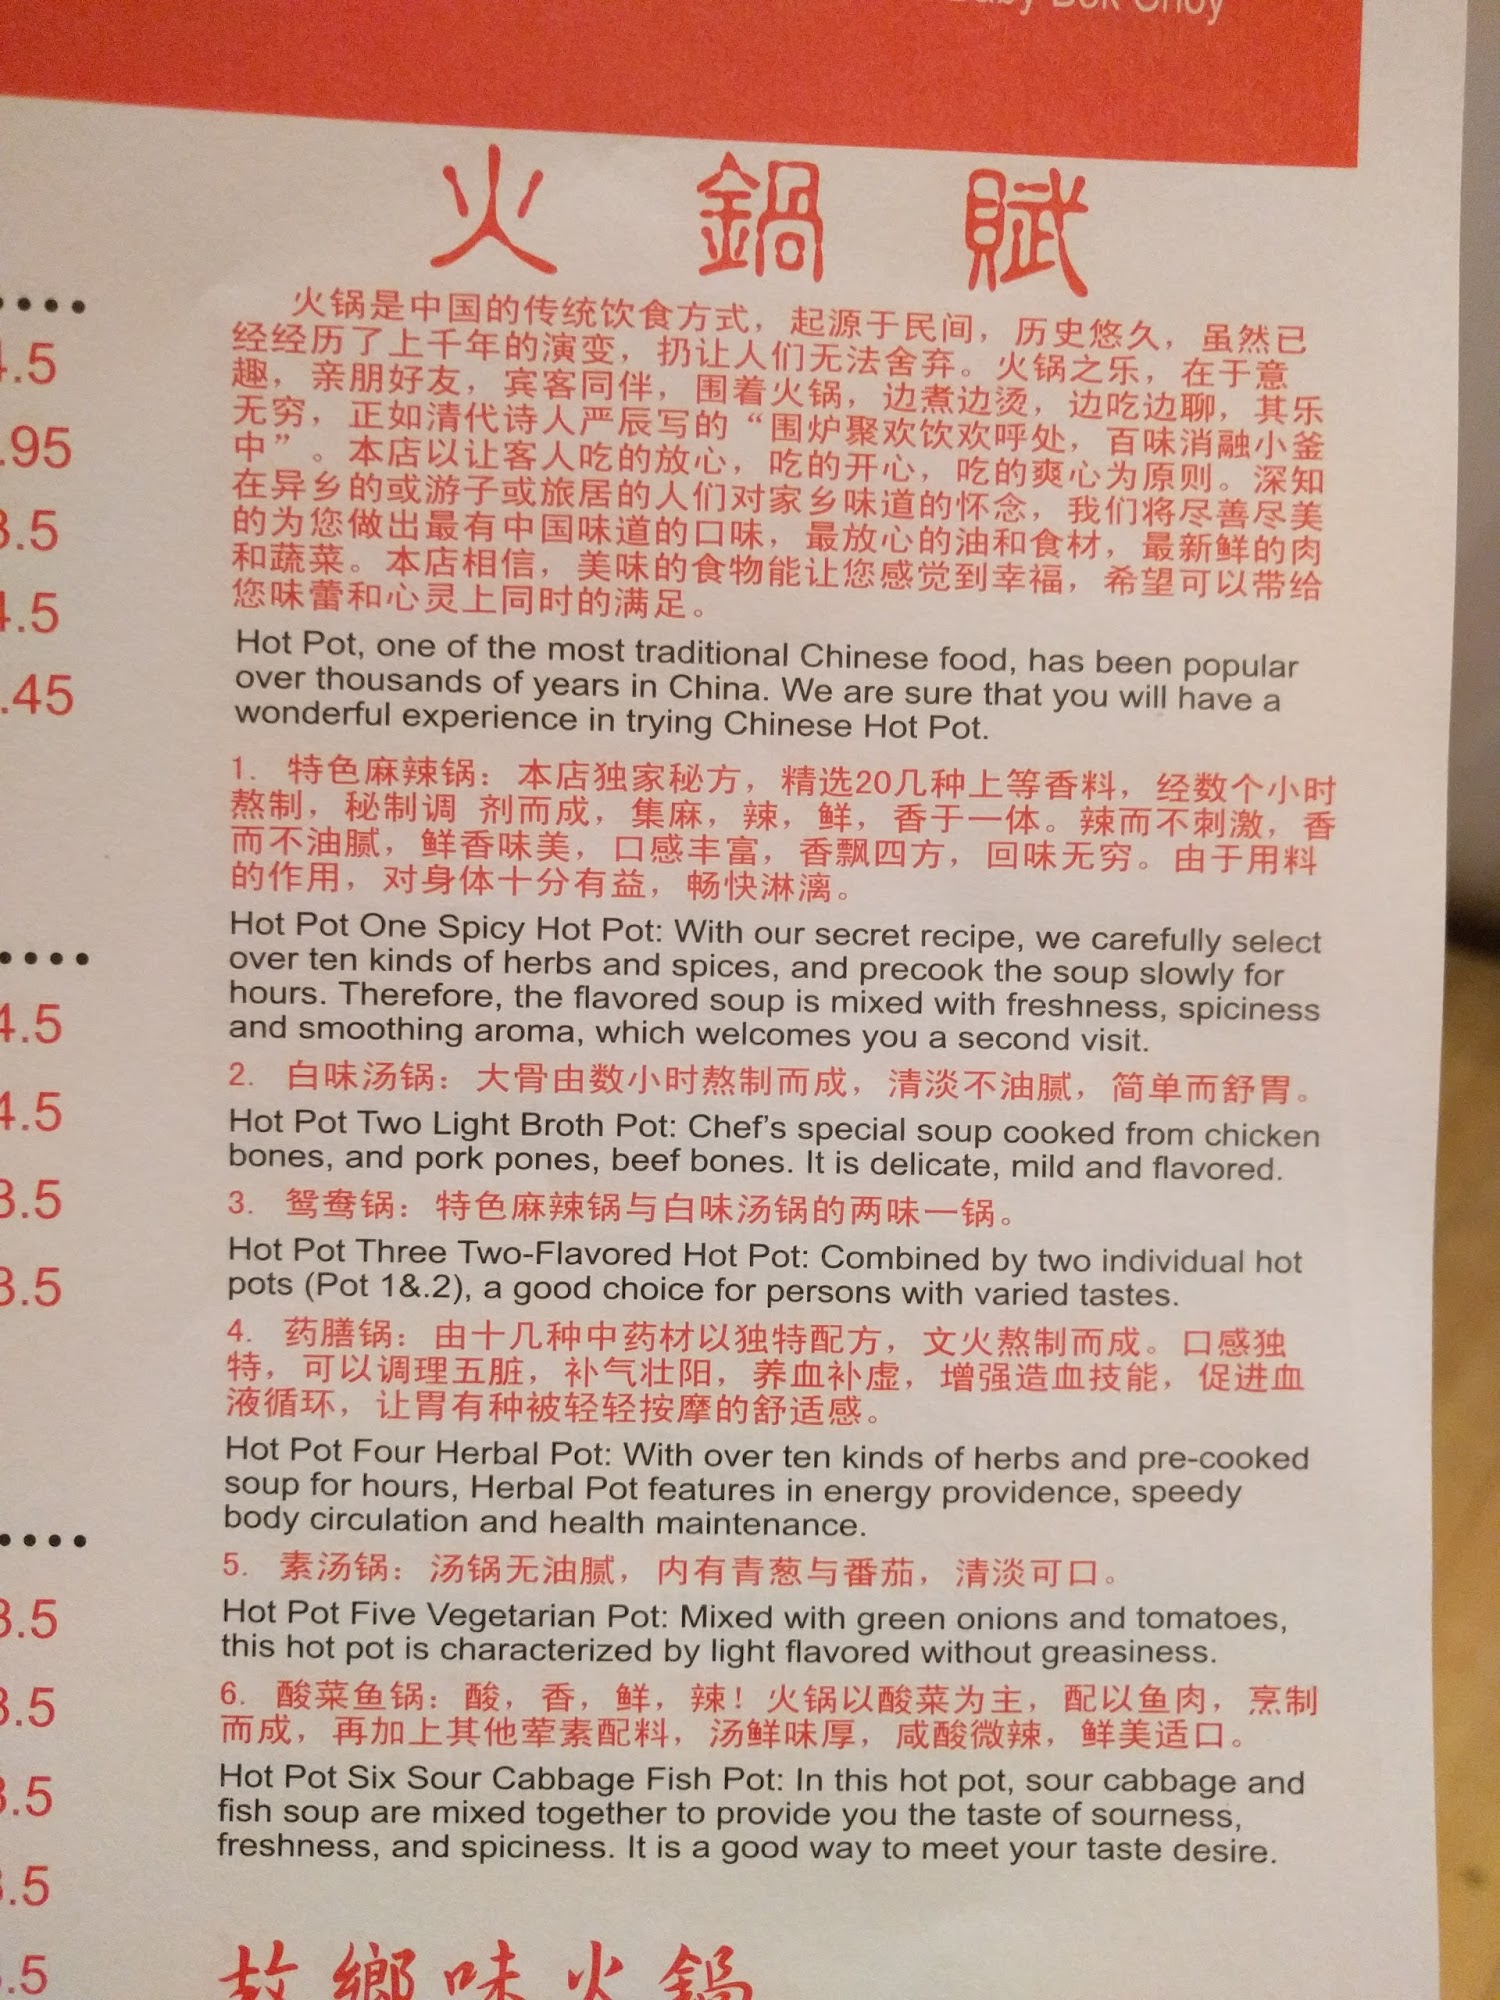 Baby Bok Choy
火鍋賦
火锅是中国的传统饮食方式，起源于民间，历史悠久，虽然已
经经历了上千年的演变，扔让人们无法舍弃。火锅之乐，在于意
趣，亲朋好友，宾客同伴，围着火锅，边煮边烫，边吃边聊，其乐
无穷，正如清代诗人严辰写的“围炉聚欢饮欢呼处，百味消融小釜
中”。本店以让客人吃的放心，吃的开心，吃的爽心为原则。深知
在异乡的或游子或旅居的人们对家乡味道的怀念，我们将尽善尽美
的为您做出最有中国味道的口味，最放心的油和食材，最新鲜的肉
和蔬菜。本店相信，美味的食物能让您感觉到幸福，希望可以带给
您味蕾和心灵上同时的满足。
Hot Pot, one of the most traditional Chinese food, has been popular
over thousands of years in China. We are sure that you will have a
wonderful experience in trying Chinese Hot Pot.
1. 特色麻辣锅：本店独家秘方，精选20几种上等香料，经数个小时
熬制，秘制调 剂而成，集麻，辣，鲜，香于一体。辣而不刺激，香
而不油腻，鲜香味美，口感丰富，香飘四方，回味无穷。由于用料
的作用，对身体十分有益，畅快淋漓。
Hot Pot One Spicy Hot Pot: With our secret recipe, we carefully select
over ten kinds of herbs and spices, and precook the soup slowly for
hours. Therefore, the flavored soup is mixed with freshness, spiciness
and smoothing aroma, which welcomes you a second visit.
2. 白味汤锅：大骨由数小时熬制而成，清淡不油腻，简单而舒胃。
Hot Pot Two Light Broth Pot: Chef's special soup cooked from chicken
bones, and pork pones, beef bones. It is delicate, mild and flavored.
3. 鸳鸯锅：特色麻辣锅与白味汤锅的两味一锅。
Hot Pot Three Two-Flavored Hot Pot: Combined by two individual hot
pots (Pot 1&.2), a good choice for persons with varied tastes.
4. 药膳锅：由十几种中药材以独特配方，文火熬制而成。口感独
特，可以调理五脏，补气壮阳，养血补虚，增强造血技能，促进血
液循环，让胃有种被轻轻按摩的舒适感。
Hot Pot Four Herbal Pot: With over ten kinds of herbs and pre-cooked
soup for hours, Herbal Pot features in energy providence, speedy
body circulation and health maintenance.
5. 素汤锅：汤锅无油腻，内有青葱与番茄，清淡可口。
Hot Pot Five Vegetarian Pot: Mixed with green onions and tomatoes,
this hot pot is characterized by light flavored without greasiness.
6. 酸菜鱼锅：酸，香，鲜，辣！火锅以酸菜为主，配以鱼肉，烹制
而成，再加上其他荤素配料，汤鲜味厚，咸酸微辣，鲜美适口。
Hot Pot Six Sour Cabbage Fish Pot: In this hot pot, sour cabbage and
fish soup are mixed together to provide you the taste of sourness,
freshness, and spiciness. It is a good way to meet your taste desire.
故鄉味火鍋